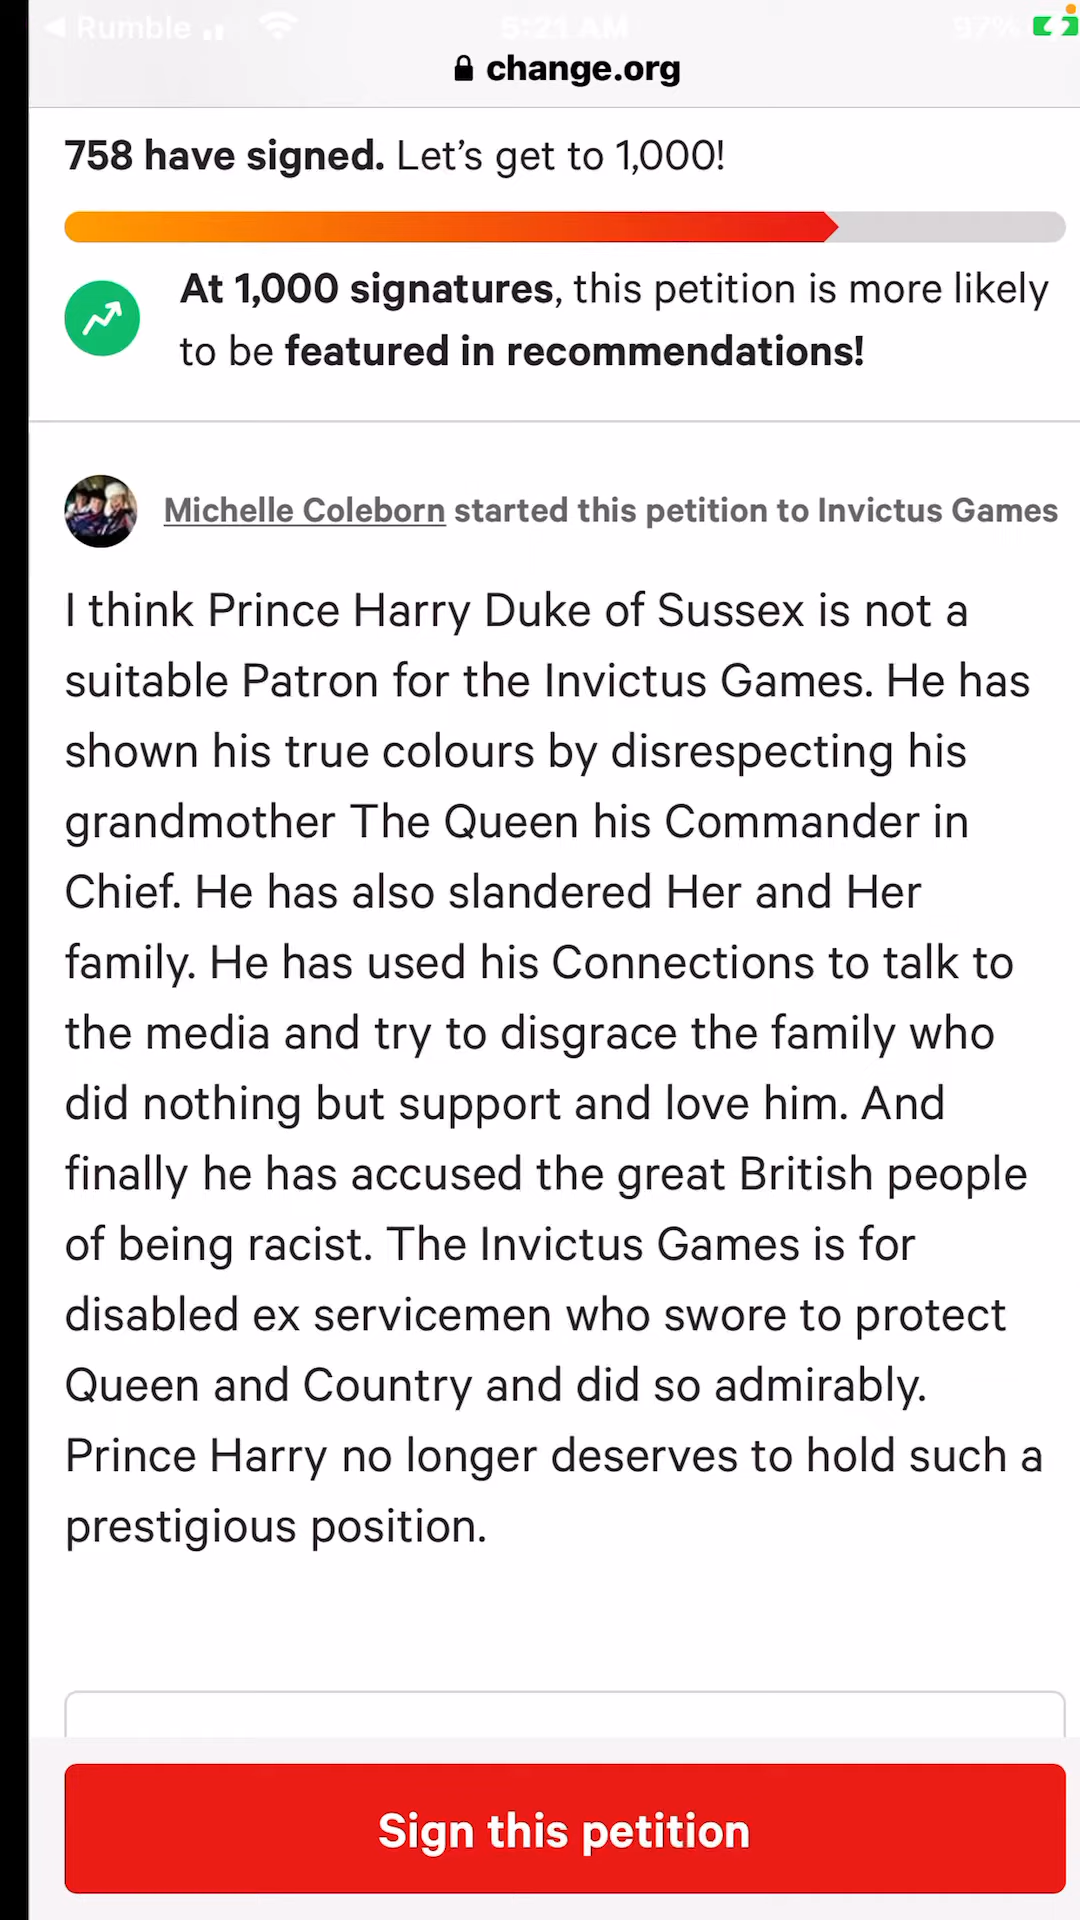 Rumble
5:21 AM
97%
change.org
758 have signed. Let's get to 1,000!
At 1,000 signatures, this petition is more likely
to be featured in recommendations!
Michelle Coleborn started this petition to Invictus Games
I think Prince Harry Duke of Sussex is not a
suitable Patron for the Invictus Games. He has
shown his true colours by disrespecting his
grandmother The Queen his Commander in
Chief. He has also slandered Her and Her
family. He has used his Connections to talk to
the media and try to disgrace the family who
did nothing but support and love him. And
finally he has accused the great British people
of being racist. The Invictus Games is for
disabled ex servicemen who swore to protect
Queen and Country and did so admirably.
Prince Harry no longer deserves to hold such a
prestigious position.
Sign this petition